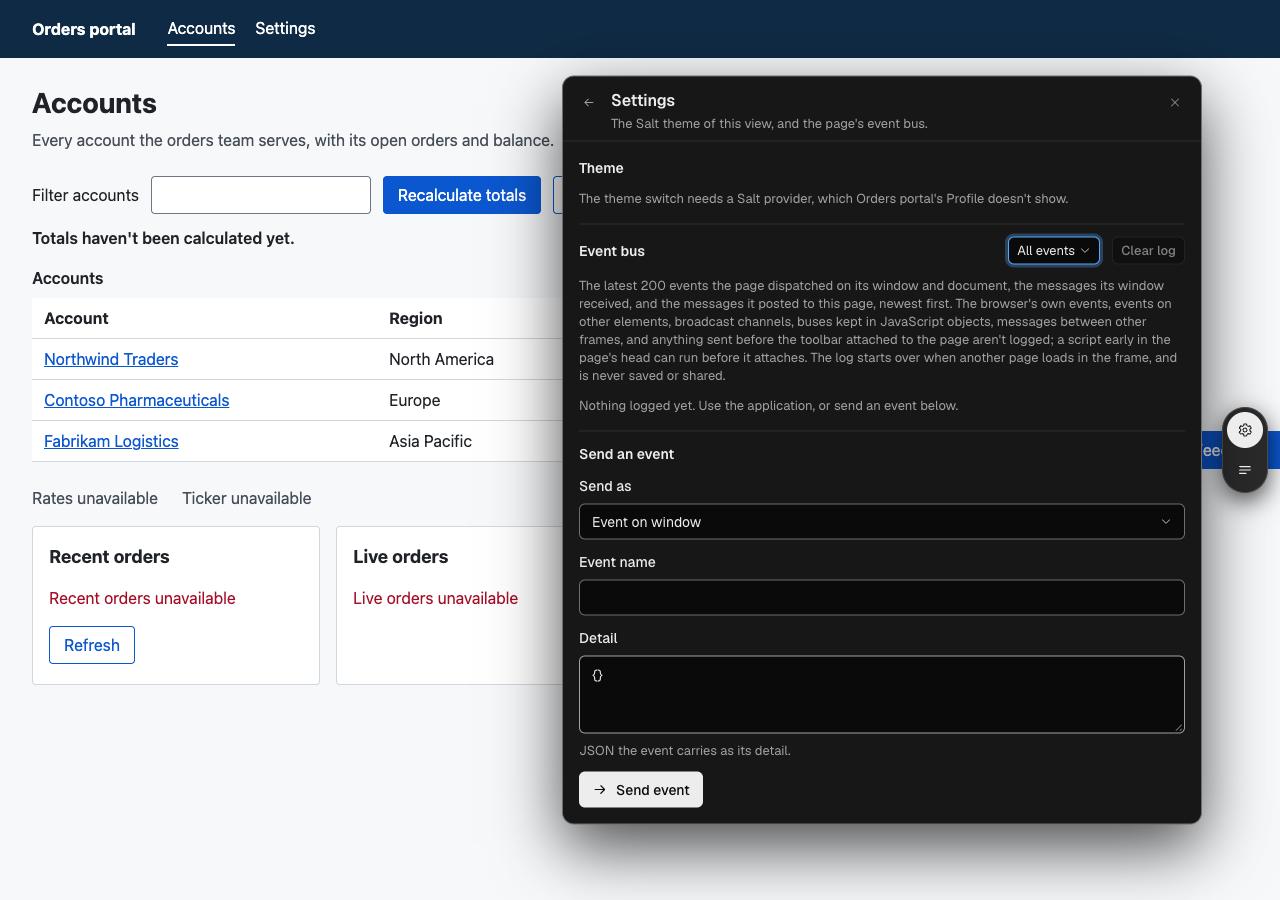 Orders portal
Accounts
Settings
Accounts
Every account the orders team serves, with its open orders and balance.
Filter accounts
Recalculate totals
Totals haven't been calculated yet.
Accounts
Account
Region
Northwind Traders
North America
Contoso Pharmaceuticals
Europe
Fabrikam Logistics
Asia Pacific
Rates unavailable
Ticker unavailable
Recent orders
Recent orders unavailable
Refresh
Live orders
Live orders unavailable
Settings
The Salt theme of this view, and the page's event bus.
Theme
The theme switch needs a Salt provider, which Orders portal's Profile doesn't show.
Event bus
All events
Clear log
The latest 200 events the page dispatched on its window and document, the messages its window
received, and the messages it posted to this page, newest first. The browser's own events, events on
other elements, broadcast channels, buses kept in JavaScript objects, messages between other
frames, and anything sent before the toolbar attached to the page aren't logged; a script early in the
page's head can run before it attaches. The log starts over when another page loads in the frame, and
is never saved or shared.
Nothing logged yet. Use the application, or send an event below.
Send an event
Send as
Event on window
Event name
Detail
{}
JSON the event carries as its detail.
Send event